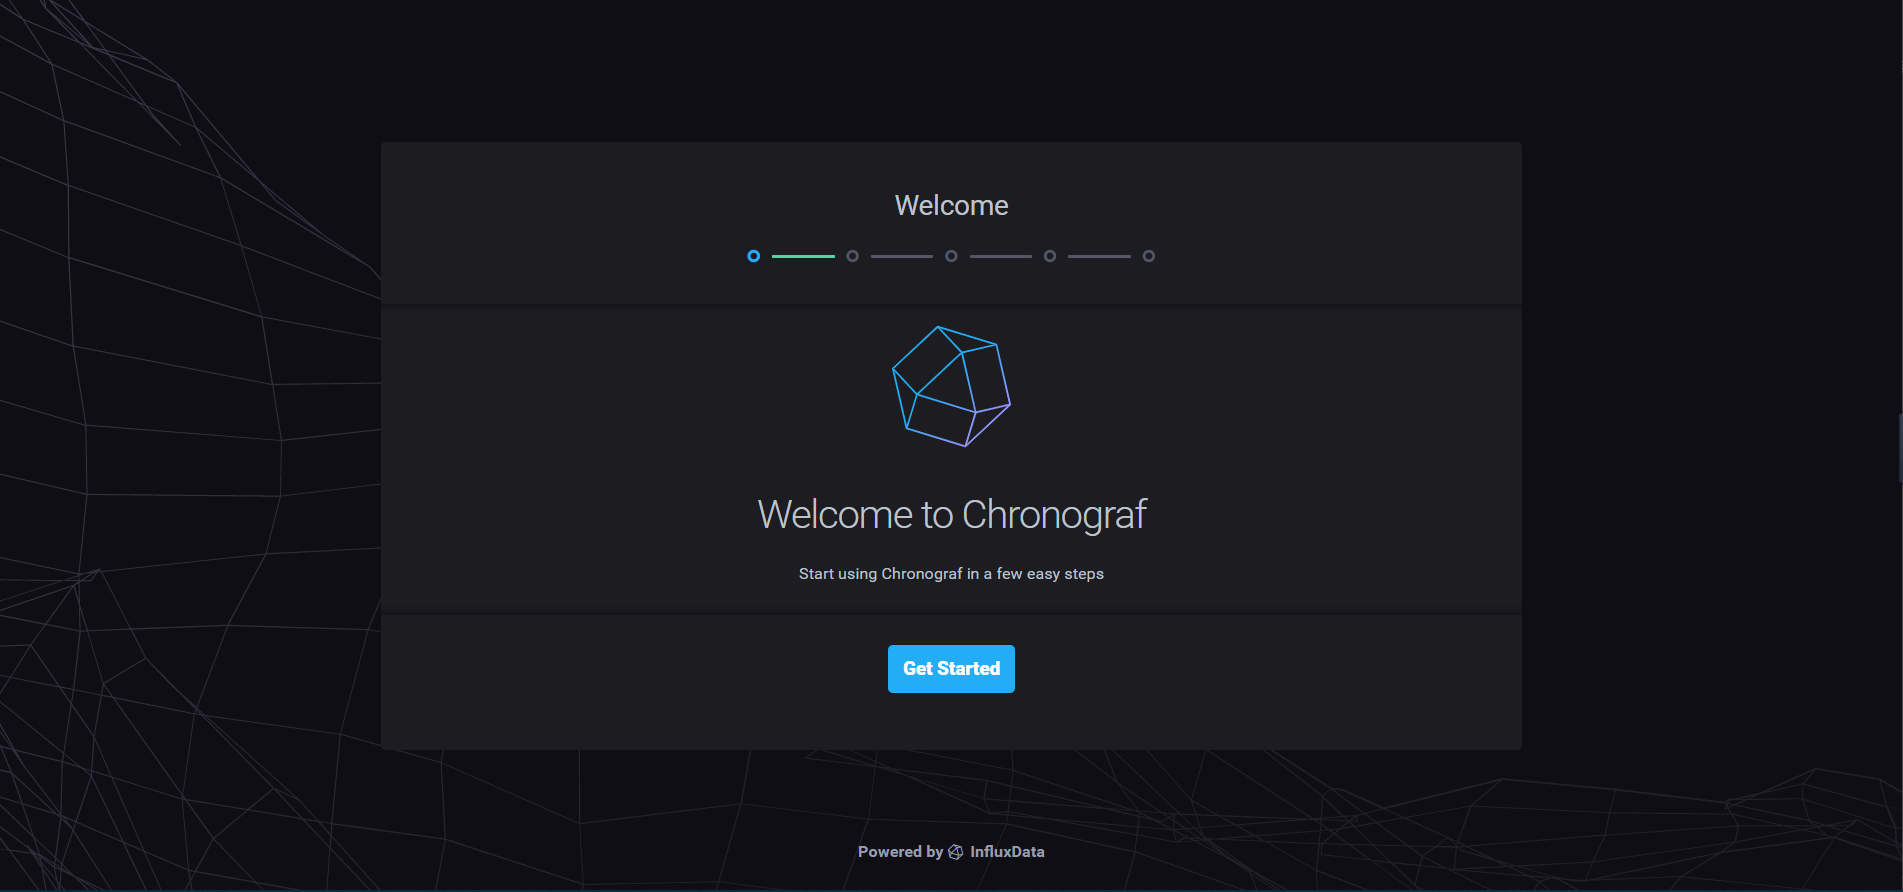 Welcome
Welcome to Chronograf
Start using Chronograf in a few easy steps
Get Started
Powered by InfluxData